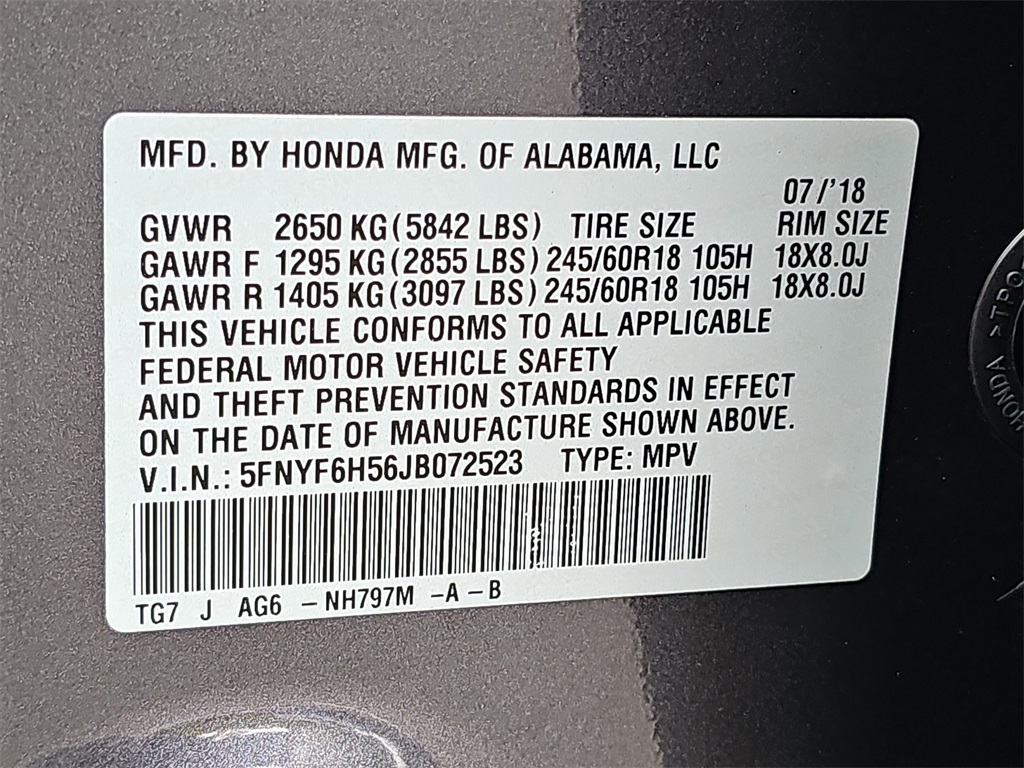 MFD. BY HONDA MFG. OF ALABAMA, LLC
07/'18
GVWR 2650 KG (5842 LBS) TIRE SIZE RIM SIZE
GAWR F 1295 KG (2855 LBS) 245/60R18 105H 18X8.0J
GAWR R 1405 KG (3097 LBS) 245/60R18 105H 18X8.0J
THIS VEHICLE CONFORMS TO ALL APPLICABLE
FEDERAL MOTOR VEHICLE SAFETY
AND THEFT PREVENTION STANDARDS IN EFFECT
ON THE DATE OF MANUFACTURE SHOWN ABOVE.
V.I.N.: 5FNYF6H56JB072523 TYPE: MPV
TG7 J AG6 -NH797M -A-B
HONDA >TPO